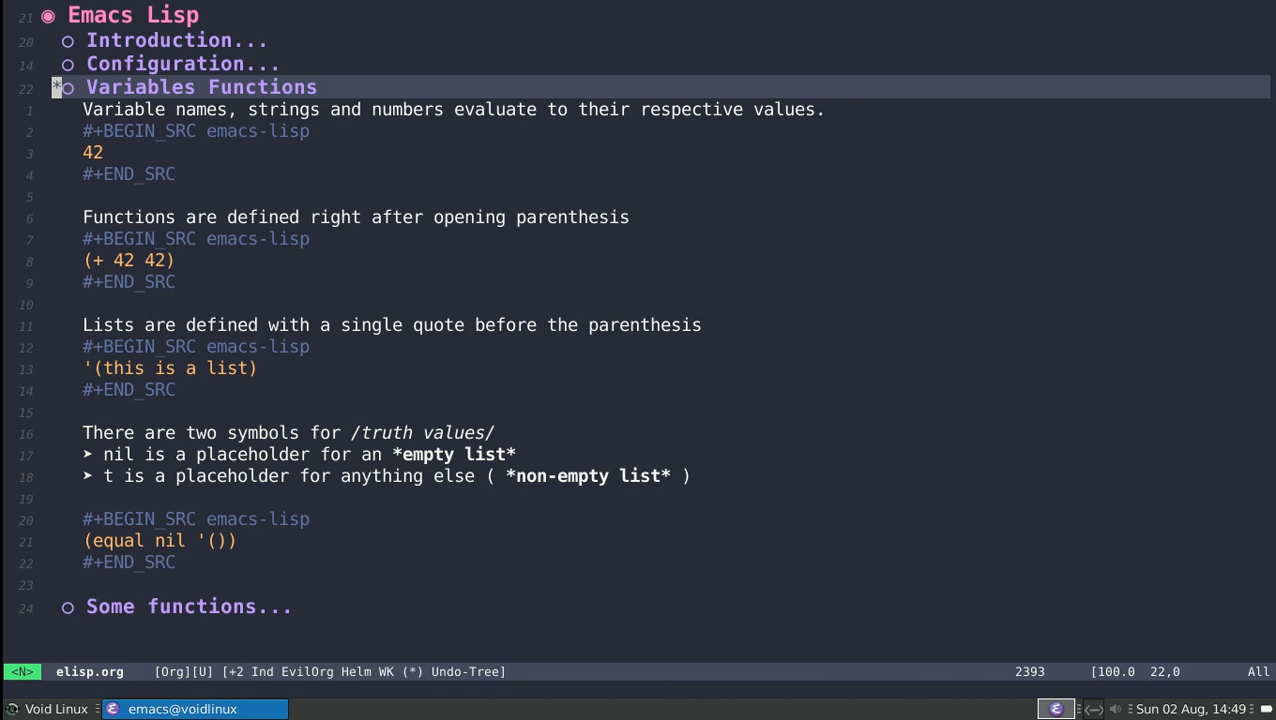 21 ◉ Emacs Lisp
20 ○ Introduction...
14 ○ Configuration...
22 *○ Variables Functions
1 Variable names, strings and numbers evaluate to their respective values.
2 #+BEGIN_SRC emacs-lisp
3 42
4 #+END_SRC
5
6 Functions are defined right after opening parenthesis
7 #+BEGIN_SRC emacs-lisp
8 (+ 42 42)
9 #+END_SRC
10
11 Lists are defined with a single quote before the parenthesis
12 #+BEGIN_SRC emacs-lisp
13 '(this is a list)
14 #+END_SRC
15
16 There are two symbols for /truth values/
17 ➤ nil is a placeholder for an *empty list*
18 ➤ t is a placeholder for anything else ( *non-empty list* )
19
20 #+BEGIN_SRC emacs-lisp
21 (equal nil '())
22 #+END_SRC
23
24 ○ Some functions...
<N> elisp.org [Org][U] [+2 Ind EvilOrg Helm WK (*) Undo-Tree] 2393 [100.0 22,0 All
Void Linux emacs@voidlinux Sun 02 Aug, 14:49